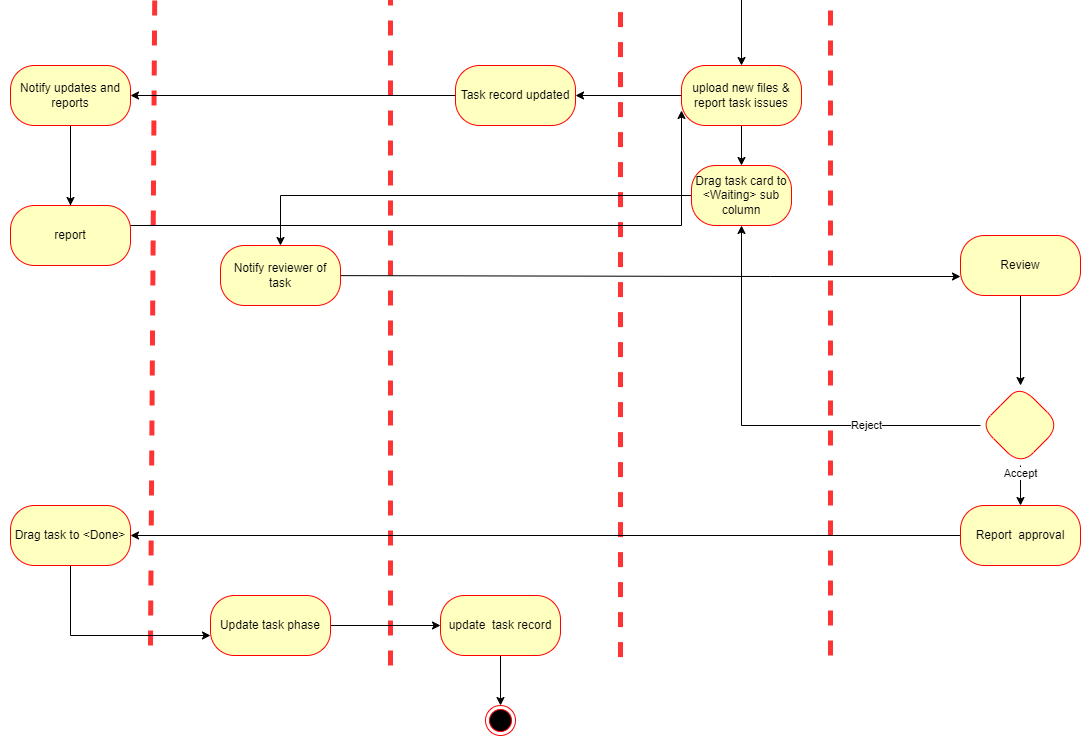 Notify updates and
reports
Task record updated
upload new files &
report task issues
Drag task card to
<Waiting> sub
column
report
Notify reviewer of
task
Review
Reject
Accept
Drag task to <Done>
Report approval
Update task phase
update task record